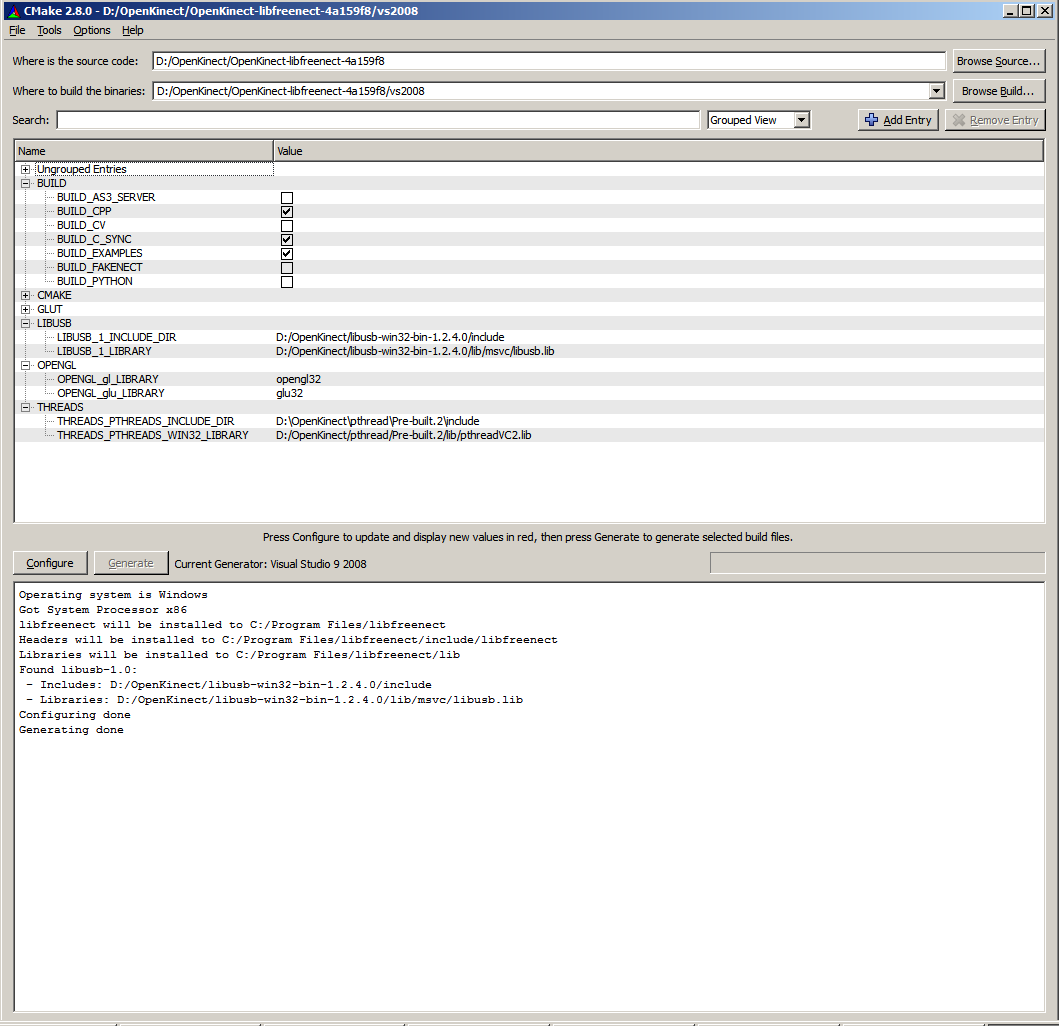 CMake 2.8.0 - D:/OpenKinect/OpenKinect-libfreenect-4a159f8/vs2008
File Tools Options Help
Where is the source code: D:/OpenKinect/OpenKinect-libfreenect-4a159f8 Browse Source...
Where to build the binaries: D:/OpenKinect/OpenKinect-libfreenect-4a159f8/vs2008 Browse Build...
Search: Grouped View Add Entry Remove Entry
Name Value
Ungrouped Entries
BUILD
BUILD_AS3_SERVER
BUILD_CPP
BUILD_CV
BUILD_C_SYNC
BUILD_EXAMPLES
BUILD_FAKENECT
BUILD_PYTHON
CMAKE
GLUT
LIBUSB
LIBUSB_1_INCLUDE_DIR D:/OpenKinect/libusb-win32-bin-1.2.4.0/include
LIBUSB_1_LIBRARY D:/OpenKinect/libusb-win32-bin-1.2.4.0/lib/msvc/libusb.lib
OPENGL
OPENGL_gl_LIBRARY opengl32
OPENGL_glu_LIBRARY glu32
THREADS
THREADS_PTHREADS_INCLUDE_DIR D:\OpenKinect\pthread\Pre-built.2\include
THREADS_PTHREADS_WIN32_LIBRARY D:/OpenKinect/pthread/Pre-built.2/lib/pthreadVC2.lib
Press Configure to update and display new values in red, then press Generate to generate selected build files.
Configure Generate Current Generator: Visual Studio 9 2008
Operating system is Windows
Got System Processor x86
libfreenect will be installed to C:/Program Files/libfreenect
Headers will be installed to C:/Program Files/libfreenect/include/libfreenect
Libraries will be installed to C:/Program Files/libfreenect/lib
Found libusb-1.0:
- Includes: D:/OpenKinect/libusb-win32-bin-1.2.4.0/include
- Libraries: D:/OpenKinect/libusb-win32-bin-1.2.4.0/lib/msvc/libusb.lib
Configuring done
Generating done